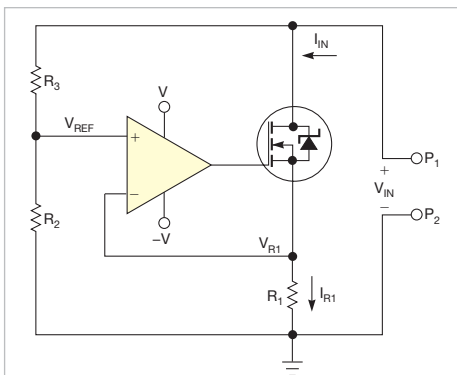 I_IN
R_3
V
V_REF
+
P_1
+
V_IN
−
R_2
−
P_2
−V
V_R1
R_1
I_R1